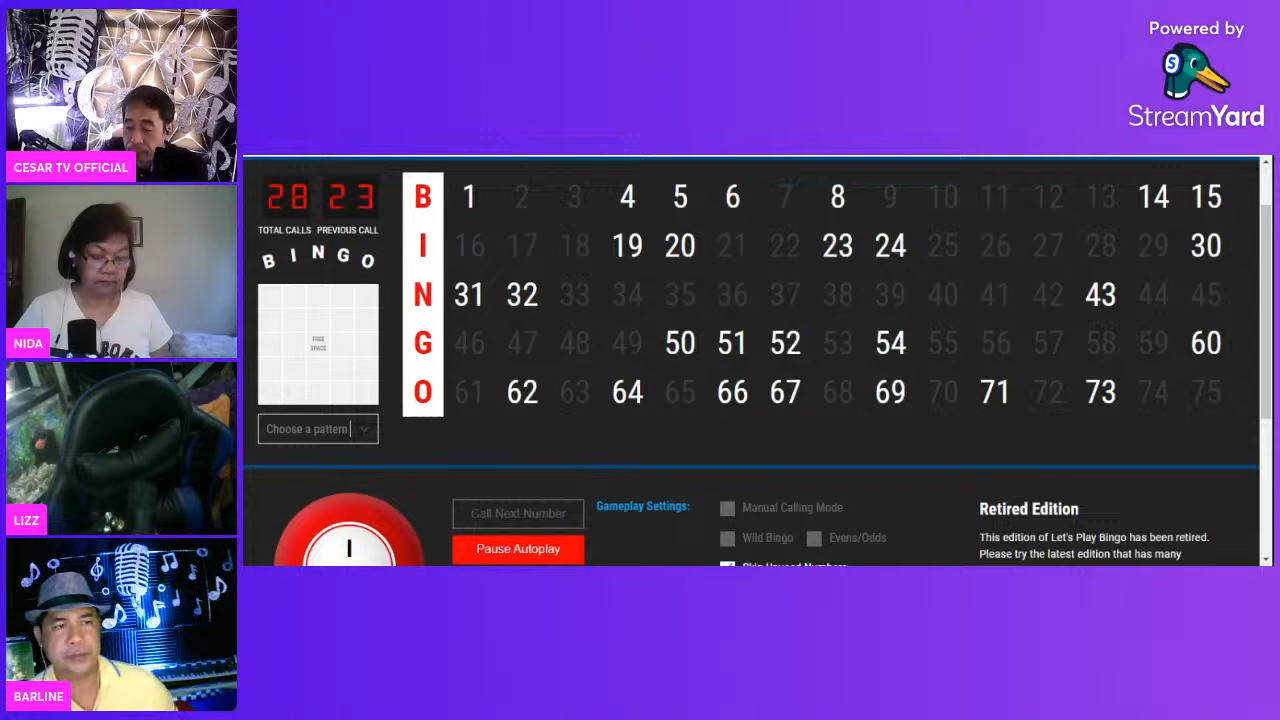 Powered by
StreamYard
CESAR TV OFFICIAL
NIDA
LIZZ
BARLINE
28 23
TOTAL CALLS PREVIOUS CALL
BINGO
FREE
SPACE
Choose a pattern
B 1 2 3 4 5 6 7 8 9 10 11 12 13 14 15
I 16 17 18 19 20 21 22 23 24 25 26 27 28 29 30
N 31 32 33 34 35 36 37 38 39 40 41 42 43 44 45
G 46 47 48 49 50 51 52 53 54 55 56 57 58 59 60
O 61 62 63 64 65 66 67 68 69 70 71 72 73 74 75
I
Call Next Number
Pause Autoplay
Gameplay Settings:
Manual Calling Mode
Wild Bingo Evens/Odds
Retired Edition
This edition of Let's Play Bingo has been retired.
Please try the latest edition that has many